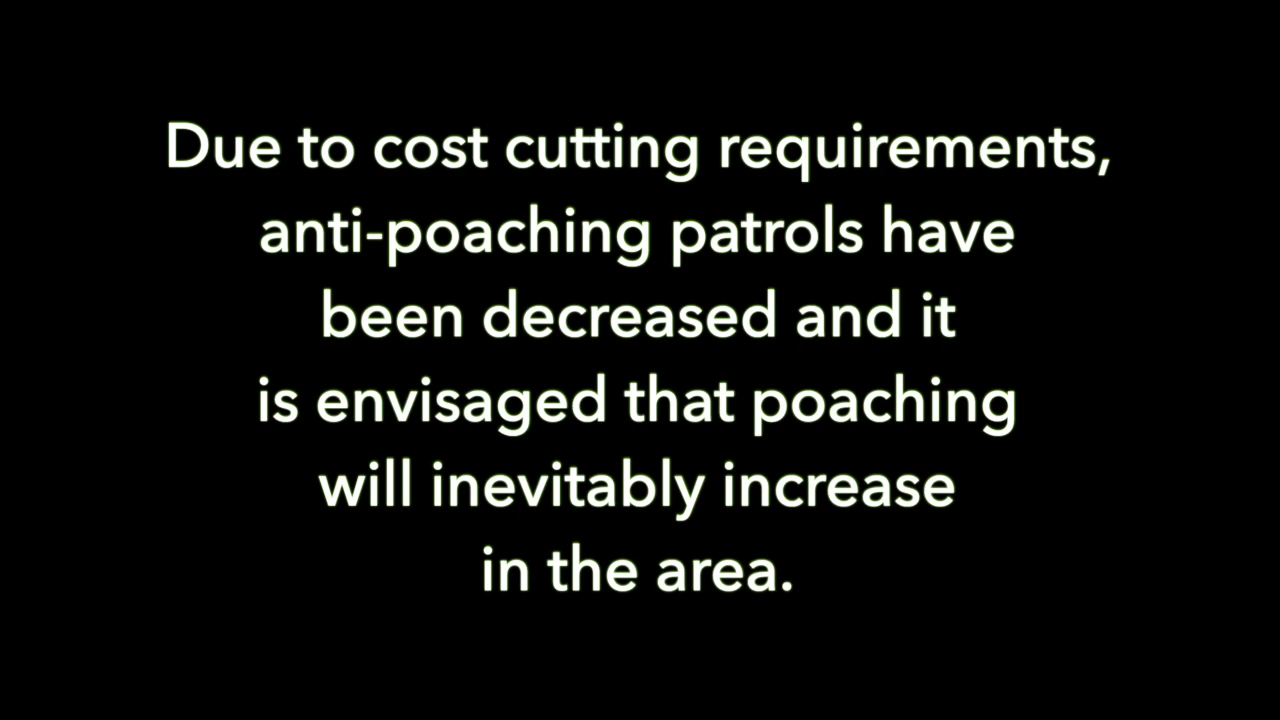 Due to cost cutting requirements,
anti-poaching patrols have
been decreased and it
is envisaged that poaching
will inevitably increase
in the area.